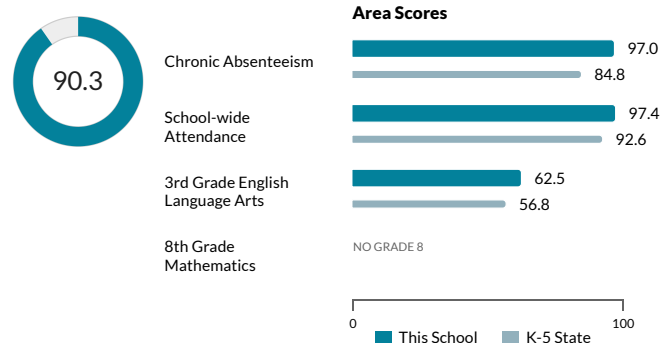 Area Scores
90.3
Chronic Absenteeism
97.0
84.8
School-wide
Attendance
97.4
92.6
3rd Grade English
Language Arts
62.5
56.8
8th Grade
Mathematics
NO GRADE 8
0
100
This School
K-5 State